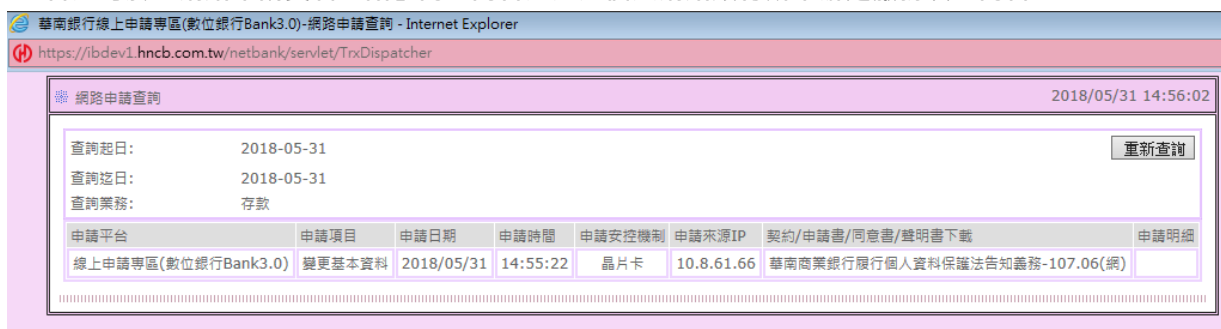 華南銀行線上申請專區(數位銀行Bank3.0)-網路申請查詢 - Internet Explorer
https://ibdev1.hncb.com.tw/netbank/servlet/TrxDispatcher
網路申請查詢 2018/05/31 14:56:02
查詢起日: 2018-05-31 重新查詢
查詢迄日: 2018-05-31
查詢業務: 存款
申請平台 申請項目 申請日期 申請時間 申請安控機制 申請來源IP 契約/申請書/同意書/聲明書下載 申請明細
線上申請專區(數位銀行Bank3.0) 變更基本資料 2018/05/31 14:55:22 晶片卡 10.8.61.66 華南商業銀行履行個人資料保護法告知義務-107.06(網)